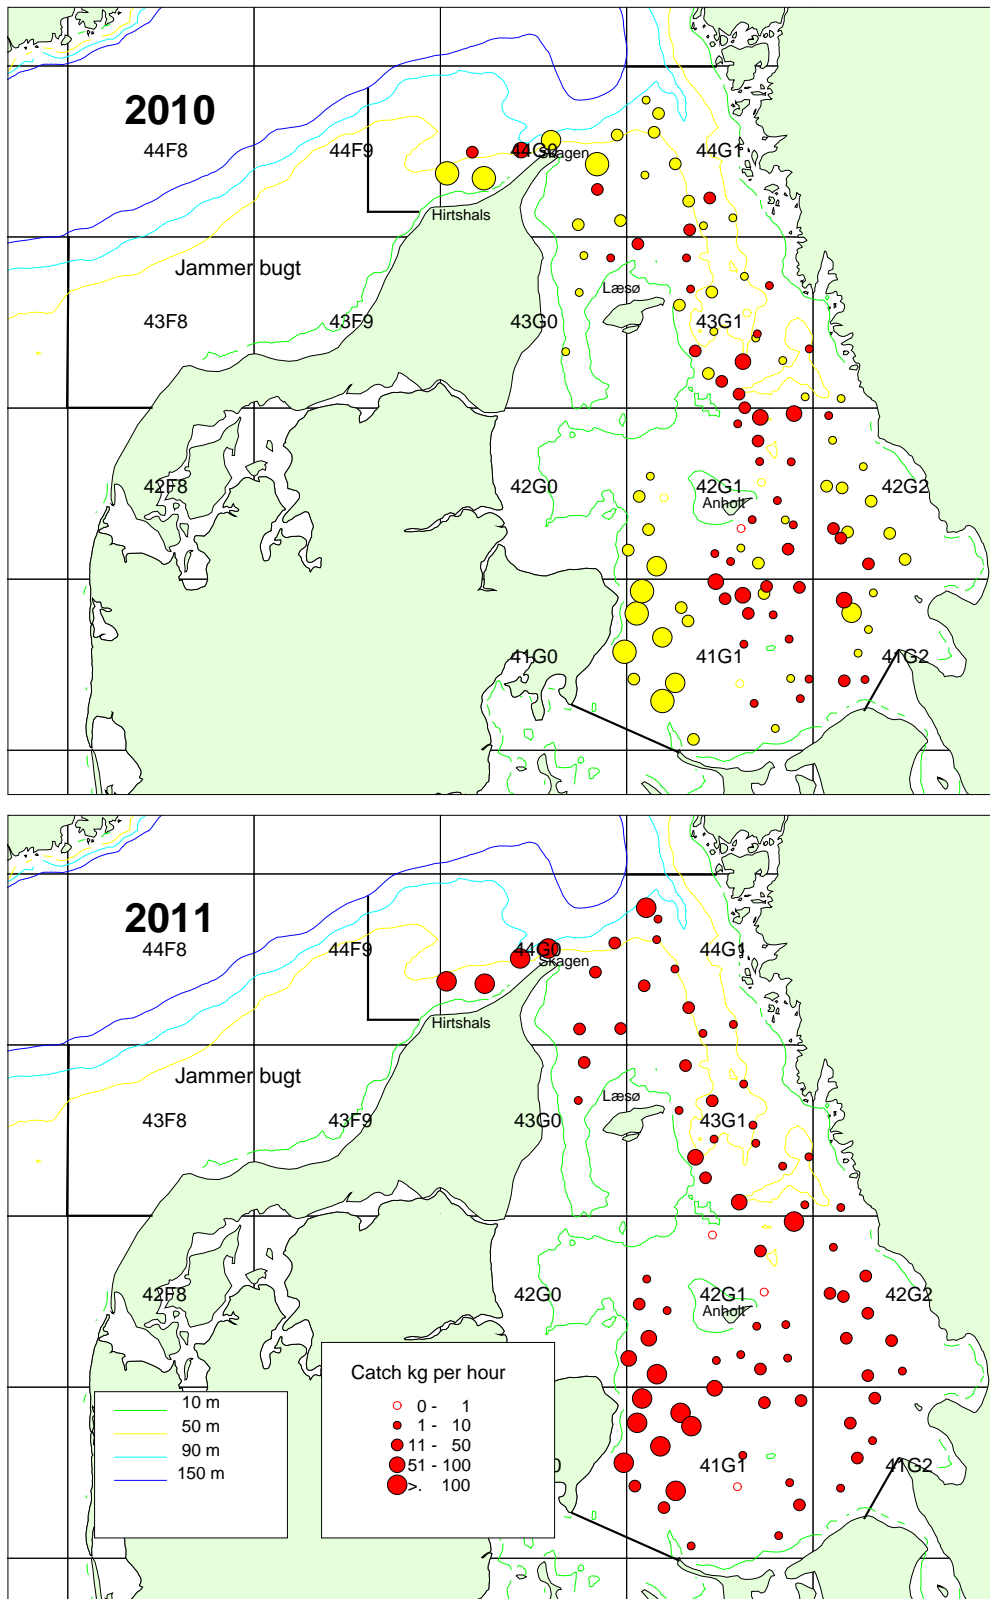 2010
44F8 44F9 44G0 44G1
Skagen
Hirtshals
Jammer bugt
Læsø
43F8 43F9 43G0 43G1
42F8 42G0 42G1 42G2
Anholt
41G0 41G1 41G2
2011
44F8 44F9 44G0 44G1
Skagen
Hirtshals
Jammer bugt
Læsø
43F8 43F9 43G0 43G1
42F8 42G0 42G1 42G2
Anholt
Catch kg per hour
0 - 1
1 - 10
11 - 50
51 - 100
>. 100
10 m
50 m
90 m
150 m
0 41G1 41G2